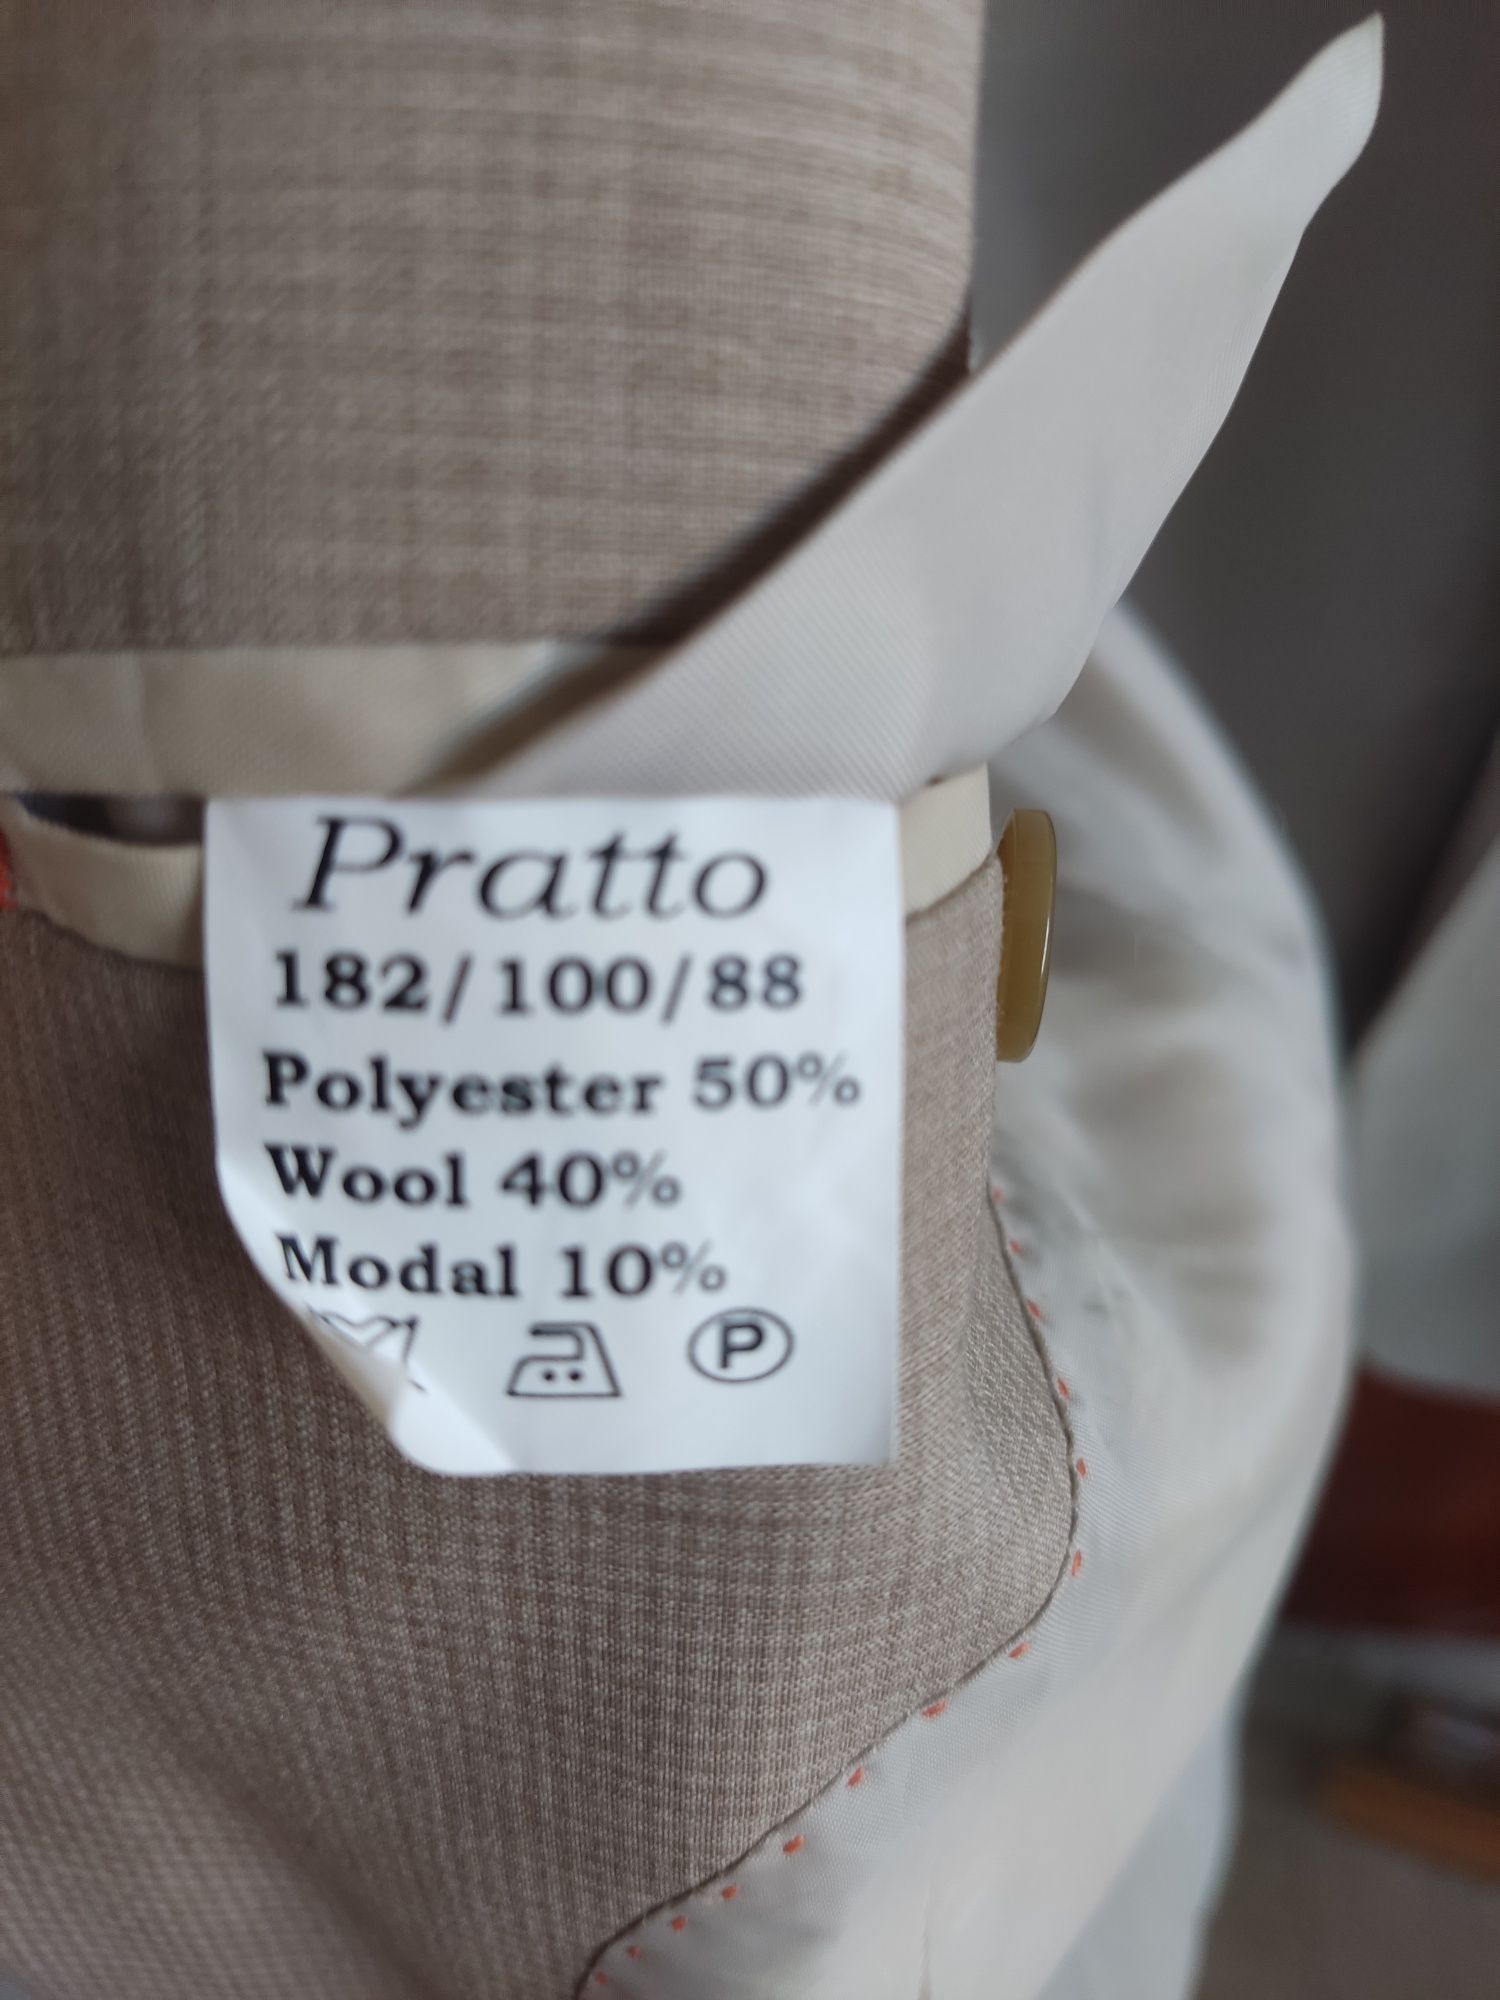 Pratto
182/100/88
Polyester 50%
Wool 40%
Modal 10%
P